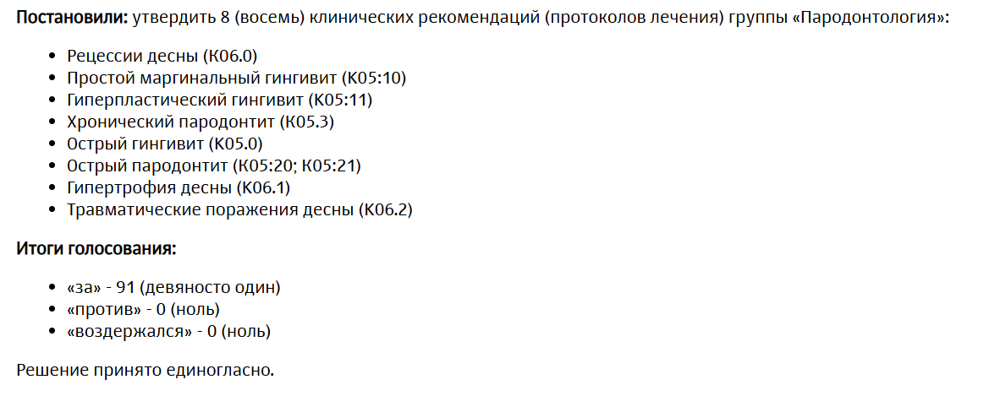 Постановили: утвердить 8 (восемь) клинических рекомендаций (протоколов лечения) группы «Пародонтология»:
• Рецессии десны (К06.0)
• Простой маргинальный гингивит (К05:10)
• Гиперпластический гингивит (К05:11)
• Хронический пародонтит (К05.3)
• Острый гингивит (К05.0)
• Острый пародонтит (К05:20; К05:21)
• Гипертрофия десны (К06.1)
• Травматические поражения десны (К06.2)
Итоги голосования:
• «за» - 91 (девяносто один)
• «против» - 0 (ноль)
• «воздержался» - 0 (ноль)
Решение принято единогласно.